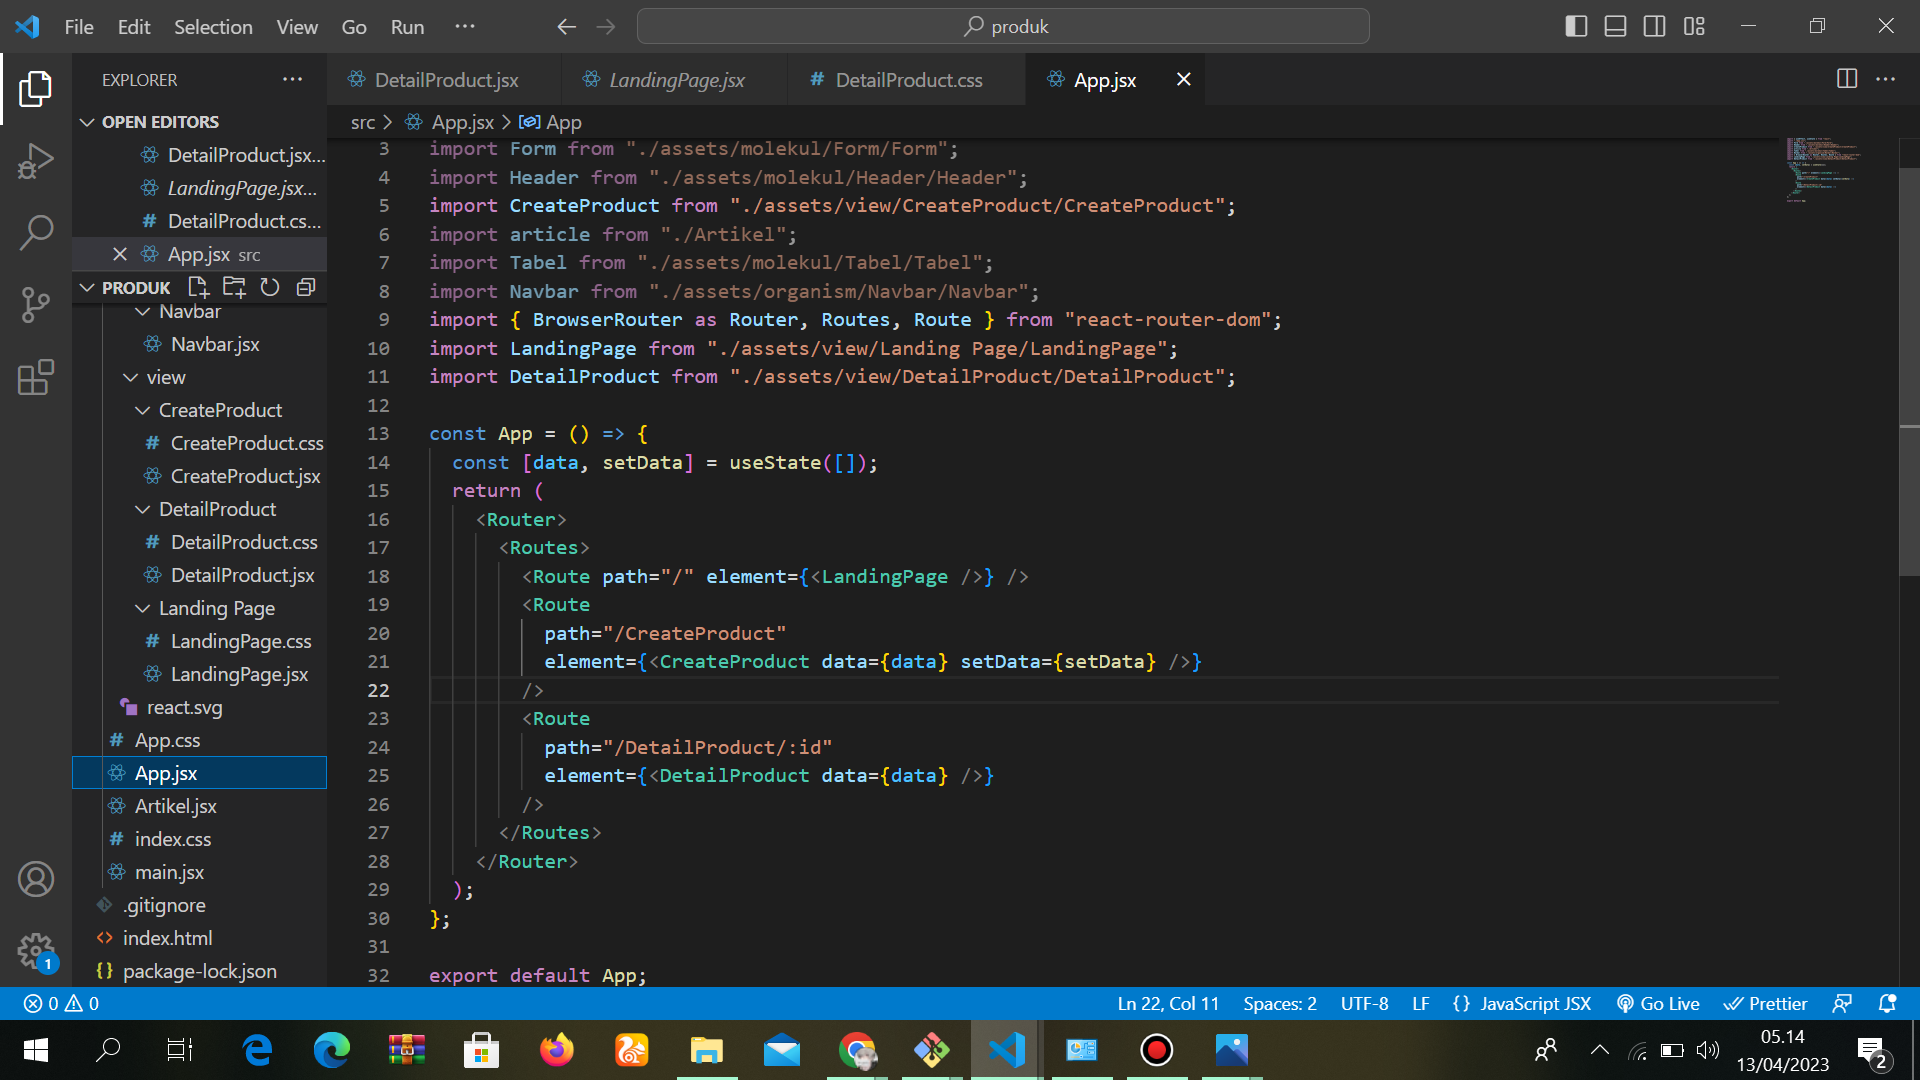 File Edit Selection View Go Run ···
produk
EXPLORER ···
OPEN EDITORS
DetailProduct.jsx...
LandingPage.jsx...
DetailProduct.cs...
App.jsx src
PRODUK
Navbar
Navbar.jsx
view
CreateProduct
CreateProduct.css
CreateProduct.jsx
DetailProduct
DetailProduct.css
DetailProduct.jsx
Landing Page
LandingPage.css
LandingPage.jsx
react.svg
App.css
App.jsx
Artikel.jsx
index.css
main.jsx
.gitignore
index.html
package-lock.json
DetailProduct.jsx LandingPage.jsx DetailProduct.css App.jsx
src > App.jsx > App
3 import Form from "./assets/molekul/Form/Form";
4 import Header from "./assets/molekul/Header/Header";
5 import CreateProduct from "./assets/view/CreateProduct/CreateProduct";
6 import article from "./Artikel";
7 import Tabel from "./assets/molekul/Tabel/Tabel";
8 import Navbar from "./assets/organism/Navbar/Navbar";
9 import { BrowserRouter as Router, Routes, Route } from "react-router-dom";
10 import LandingPage from "./assets/view/Landing Page/LandingPage";
11 import DetailProduct from "./assets/view/DetailProduct/DetailProduct";
12
13 const App = () => {
14 const [data, setData] = useState([]);
15 return (
16 <Router>
17 <Routes>
18 <Route path="/" element={<LandingPage />} />
19 <Route
20 path="/CreateProduct"
21 element={<CreateProduct data={data} setData={setData} />}
22 />
23 <Route
24 path="/DetailProduct/:id"
25 element={<DetailProduct data={data} />}
26 />
27 </Routes>
28 </Router>
29 );
30 };
31
32 export default App;
1
0 0
Ln 22, Col 11 Spaces: 2 UTF-8 LF {} JavaScript JSX Go Live Prettier
05.14
13/04/2023
2